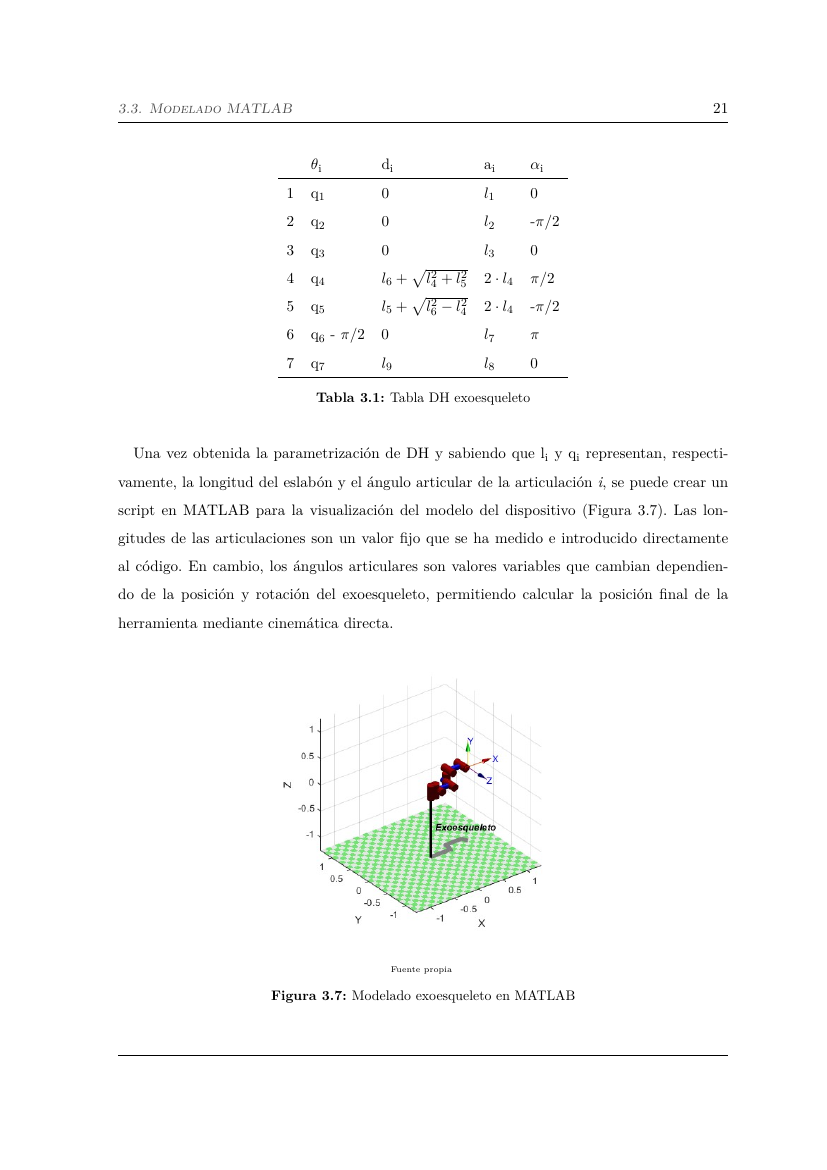 3.3. Modelado MATLAB 21
θi di ai αi
1 q1 0 l1 0
2 q2 0 l2 -π/2
3 q3 0 l3 0
4 q4 l6 + √(l4^2 + l5^2) 2 · l4 π/2
5 q5 l5 + √(l6^2 − l4^2) 2 · l4 -π/2
6 q6 - π/2 0 l7 π
7 q7 l9 l8 0
Tabla 3.1: Tabla DH exoesqueleto
Una vez obtenida la parametrización de DH y sabiendo que li y qi representan, respecti-
vamente, la longitud del eslabón y el ángulo articular de la articulación i, se puede crear un
script en MATLAB para la visualización del modelo del dispositivo (Figura 3.7). Las lon-
gitudes de las articulaciones son un valor fijo que se ha medido e introducido directamente
al código. En cambio, los ángulos articulares son valores variables que cambian dependien-
do de la posición y rotación del exoesqueleto, permitiendo calcular la posición final de la
herramienta mediante cinemática directa.
Y
X
Z
1
0.5
0
-0.5
-1
Z
Exoesqueleto
1
0.5
0
-0.5
-1
Y
-1
-0.5
0
0.5
1
X
Fuente propia
Figura 3.7: Modelado exoesqueleto en MATLAB